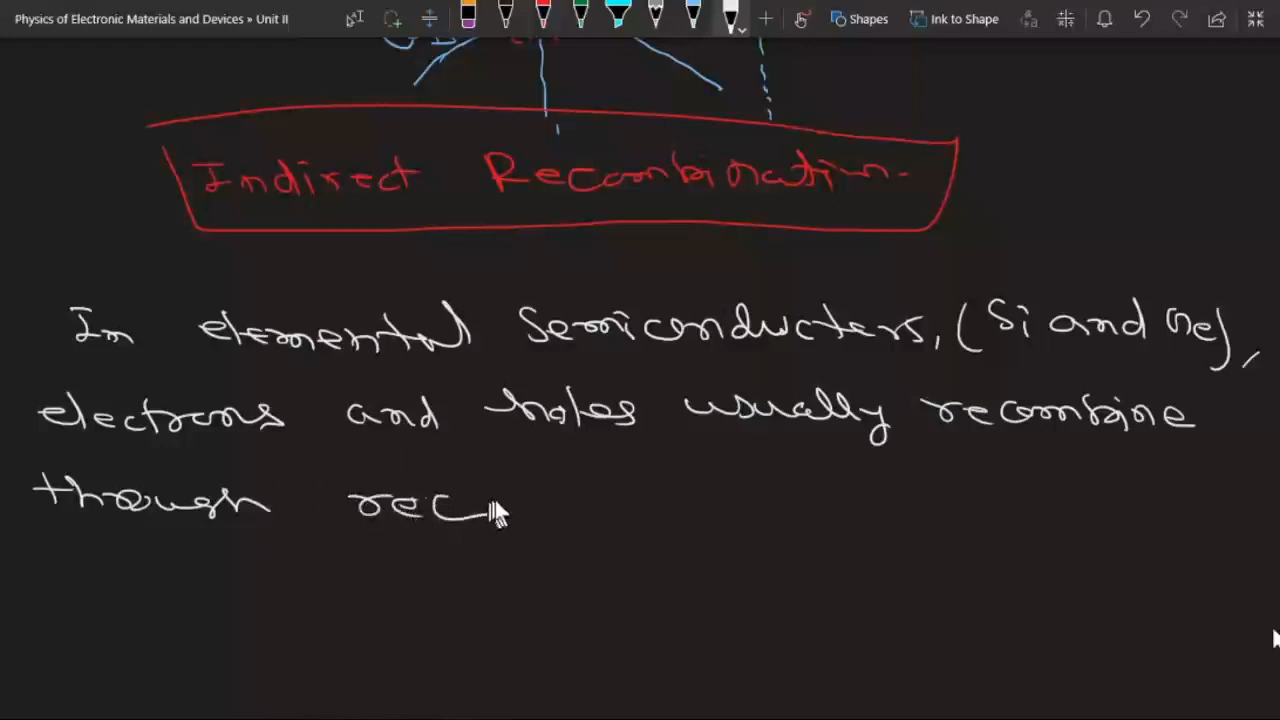 Physics of Electronic Materials and Devices » Unit II
Shapes
Ink to Shape
Indirect Recombination.
In elemental Semiconductors, (Si and Ge),
electrons and holes usually recombine
through rec